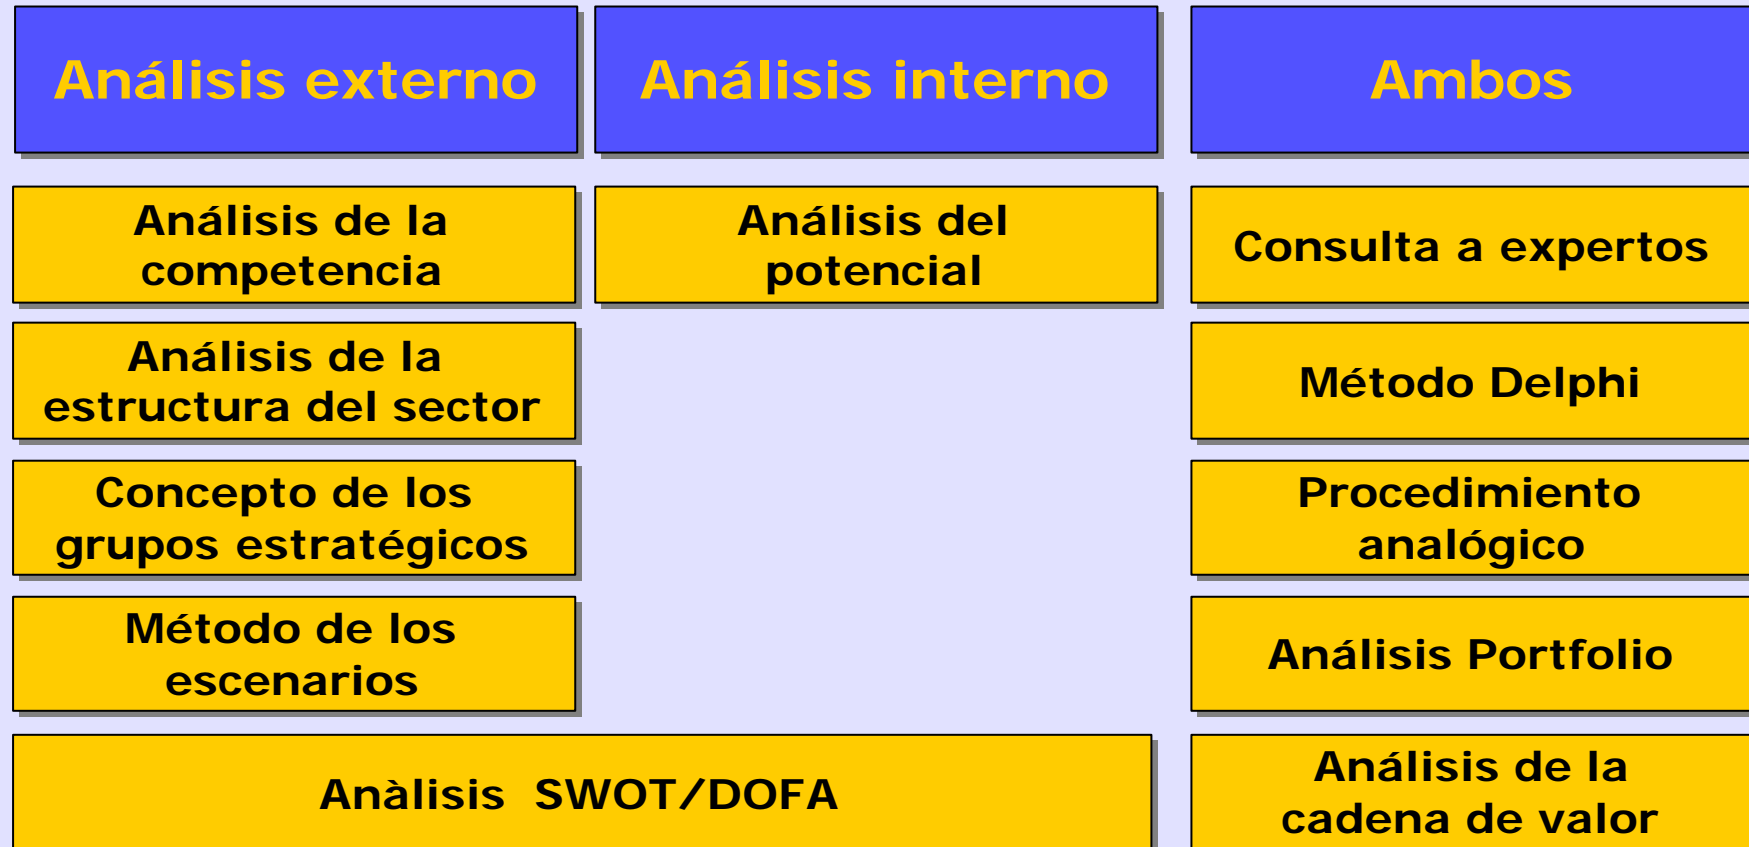 Análisis externo
Análisis interno
Ambos
Análisis de la
competencia
Análisis del
potencial
Consulta a expertos
Análisis de la
estructura del sector
Método Delphi
Concepto de los
grupos estratégicos
Procedimiento
analógico
Método de los
escenarios
Análisis Portfolio
Anàlisis  SWOT/DOFA
Análisis de la
cadena de valor